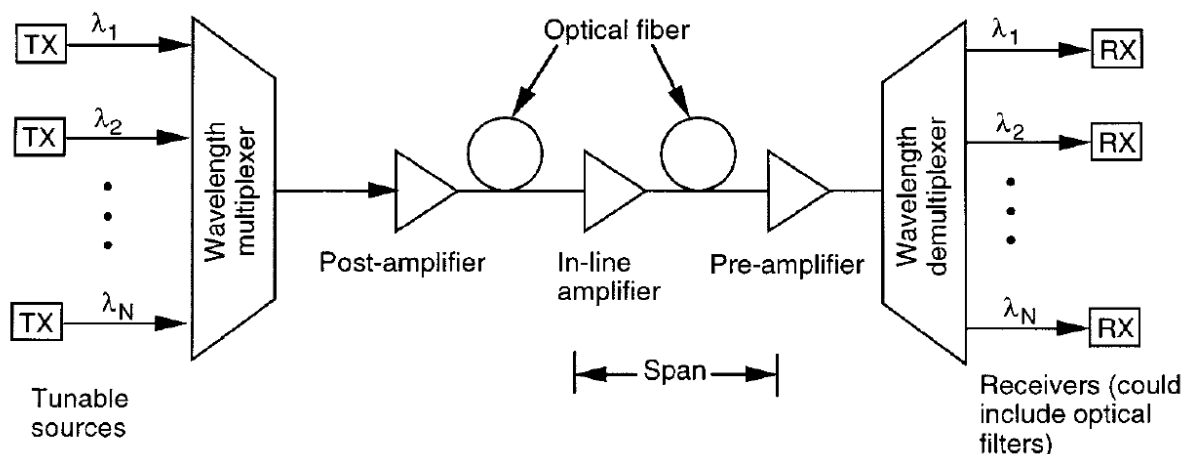 Optical fiber
TX
λ1
λ1
RX
TX
λ2
λ2
RX
Wavelength
multiplexer
Wavelength
demultiplexer
Post-amplifier
In-line
amplifier
Pre-amplifier
TX
λN
λN
RX
Span
Tunable
sources
Receivers (could
include optical
filters)